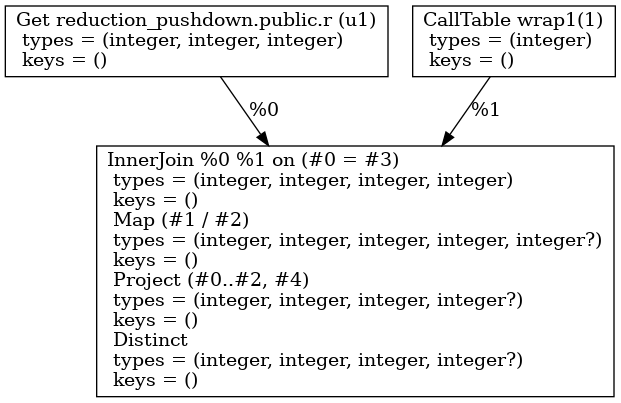 Get reduction_pushdown.public.r (u1)
types = (integer, integer, integer)
keys = ()
CallTable wrap1(1)
types = (integer)
keys = ()
%0
%1
InnerJoin %0 %1 on (#0 = #3)
types = (integer, integer, integer, integer)
keys = ()
Map (#1 / #2)
types = (integer, integer, integer, integer, integer?)
keys = ()
Project (#0..#2, #4)
types = (integer, integer, integer, integer?)
keys = ()
Distinct
types = (integer, integer, integer, integer?)
keys = ()